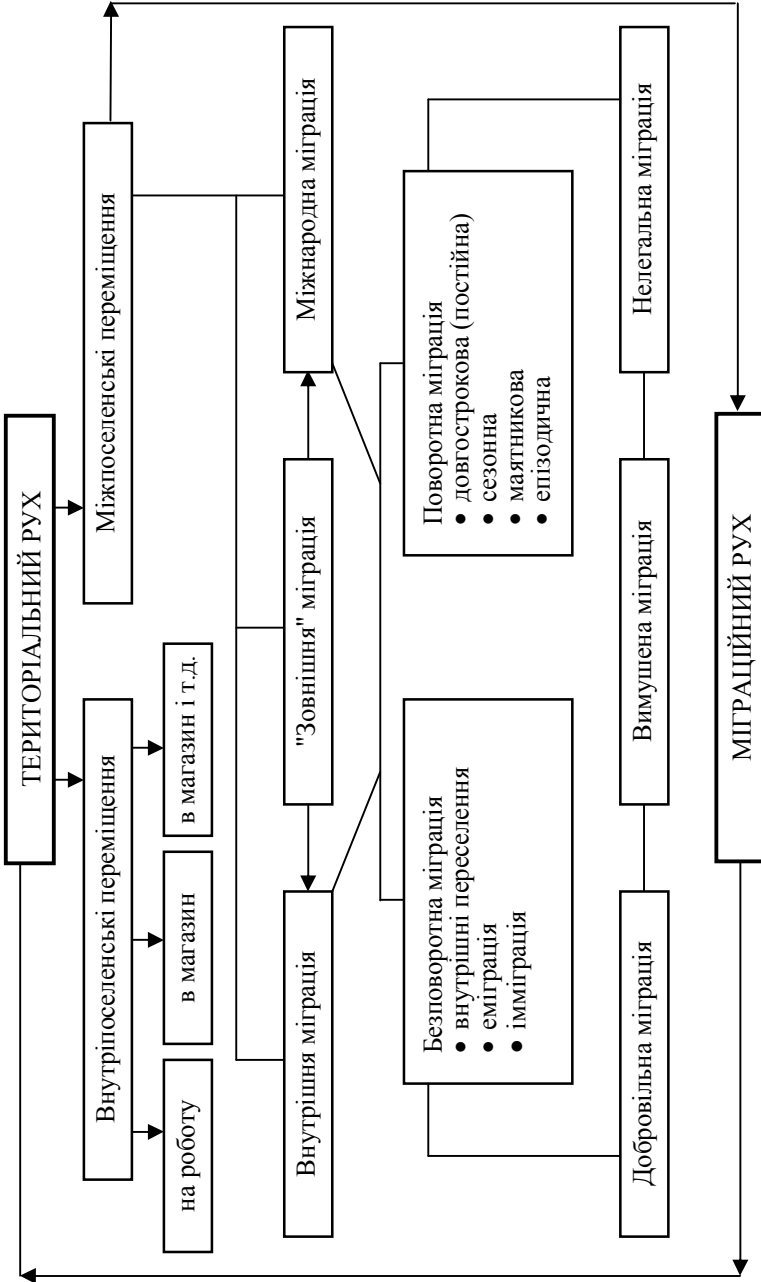 ТЕРИТОРІАЛЬНИЙ РУХ
Внутріпоселенські переміщення
Міжпоселенські переміщення
на роботу
в магазин
в магазин і т.д.
Внутрішня міграція
"Зовнішня" міграція
Міжнародна міграція
Безповоротна міграція
• внутрішні переселення
• еміграція
• імміграція
Поворотна міграція
• довгострокова (постійна)
• сезонна
• маятникова
• епізодична
Добровільна міграція
Вимушена міграція
Нелегальна міграція
МІГРАЦІЙНИЙ РУХ